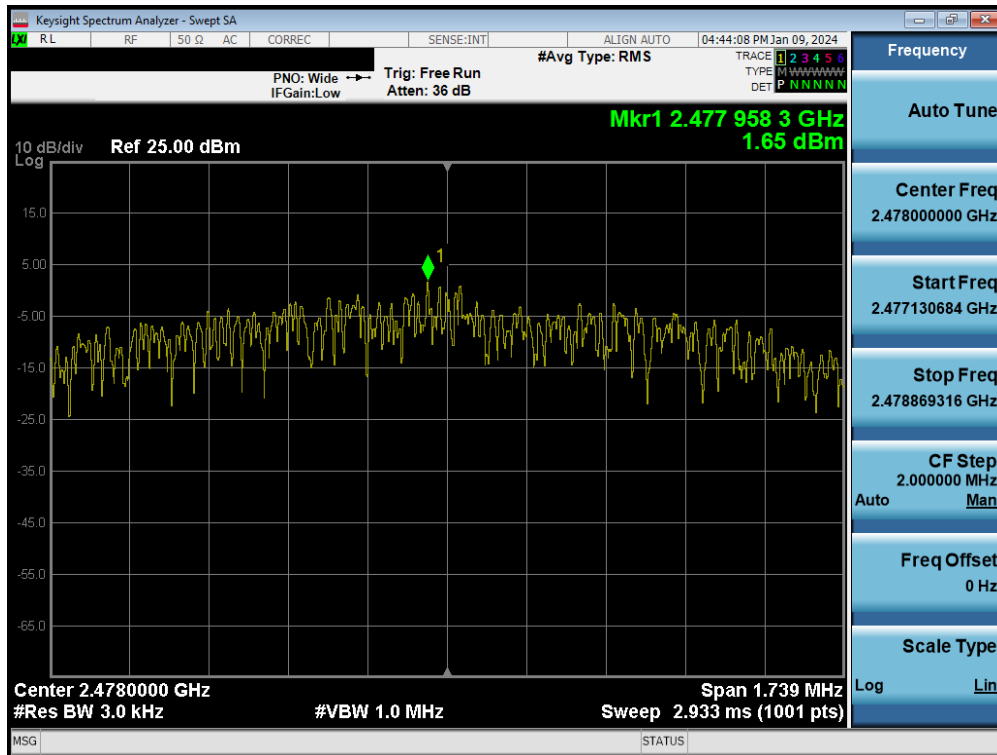 Keysight Spectrum Analyzer - Swept SA
LXI RL RF 50 Ω AC CORREC SENSE:INT ALIGN AUTO 04:44:08 PM Jan 09, 2024
#Avg Type: RMS
TRACE 1 2 3 4 5 6
PNO: Wide Trig: Free Run
TYPE M W W W W W
IFGain:Low Atten: 36 dB
DET P N N N N N
Mkr1 2.477 958 3 GHz
1.65 dBm
10 dB/div Ref 25.00 dBm
Log
15.0
5.00
1
-5.00
-15.0
-25.0
-35.0
-45.0
-55.0
-65.0
Center 2.4780000 GHz Span 1.739 MHz
#Res BW 3.0 kHz #VBW 1.0 MHz Sweep 2.933 ms (1001 pts)
MSG STATUS
Frequency
Auto Tune
Center Freq
2.478000000 GHz
Start Freq
2.477130684 GHz
Stop Freq
2.478869316 GHz
CF Step
2.000000 MHz
Auto Man
Freq Offset
0 Hz
Scale Type
Log Lin